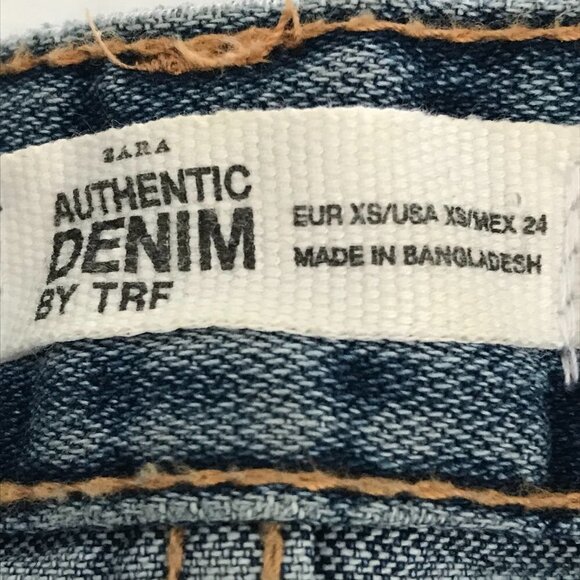 ZARA
AUTHENTIC
DENIM
BY TRF
EUR XS/USA XS/MEX 24
MADE IN BANGLADESH